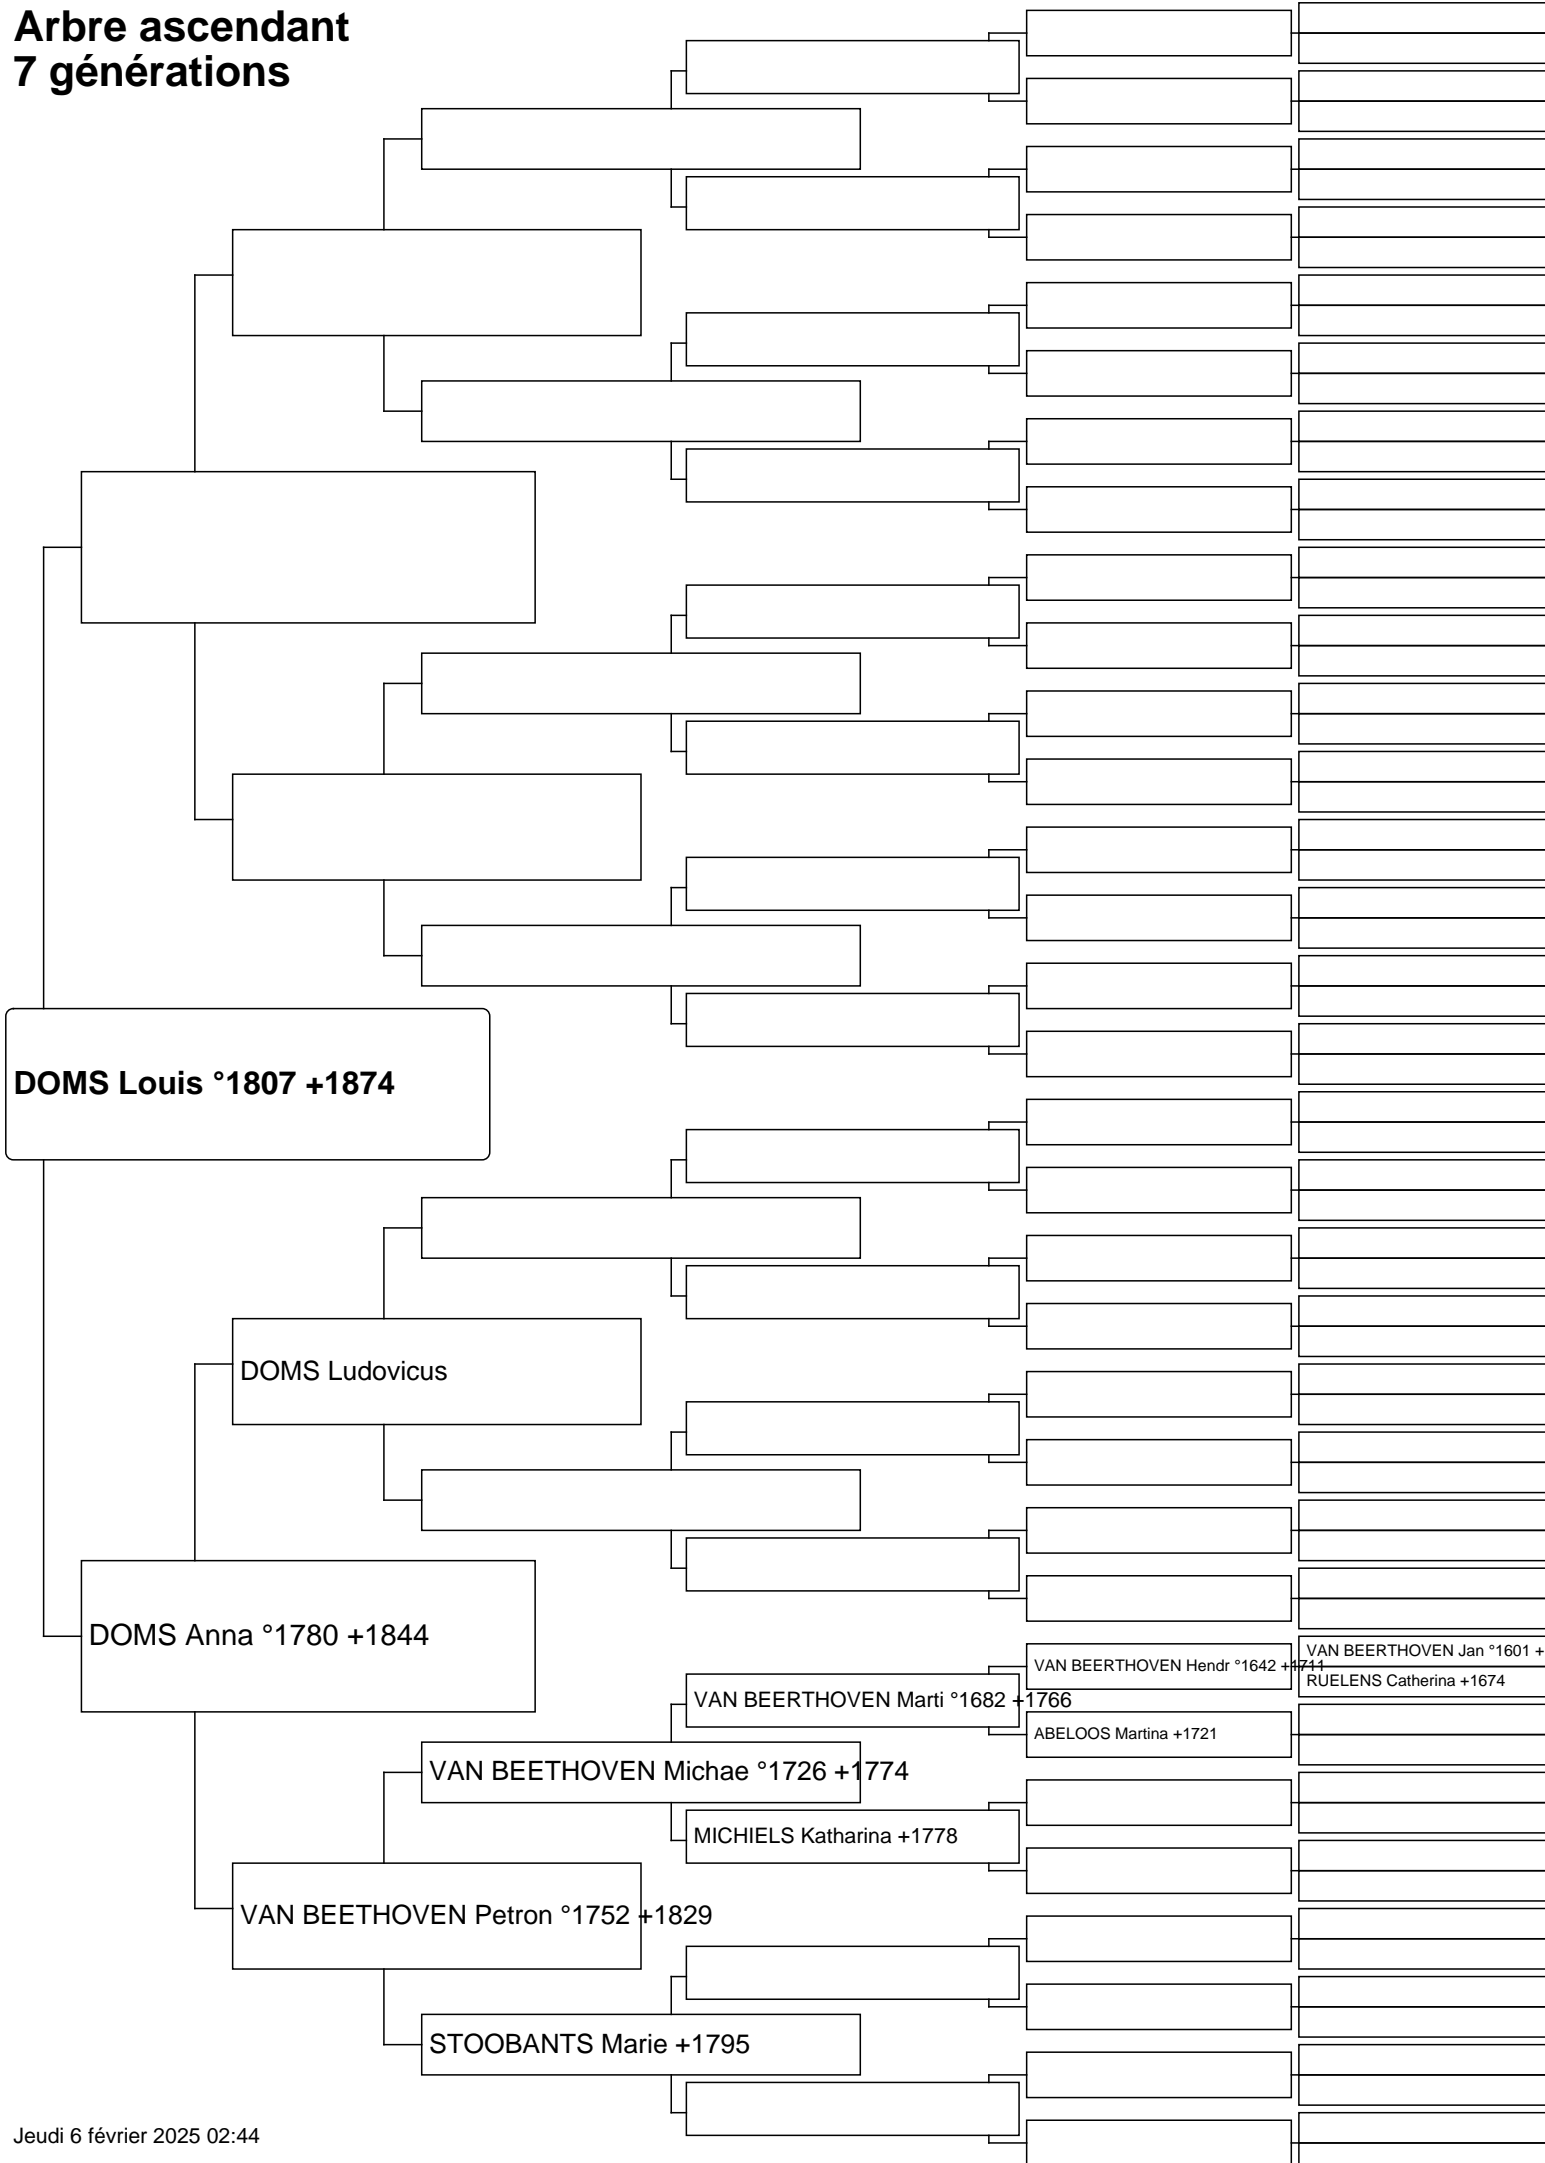 Arbre ascendant
7 générations
DOMS Louis °1807 +1874
DOMS Ludovicus
DOMS Anna °1780 +1844
VAN BEERTHOVEN Jan °1601 +
VAN BEERTHOVEN Hendr °1642 +1711
RUELENS Catherina +1674
VAN BEERTHOVEN Marti °1682 +1766
ABELOOS Martina +1721
VAN BEETHOVEN Michae °1726 +1774
MICHIELS Katharina +1778
VAN BEETHOVEN Petron °1752 +1829
STOOBANTS Marie +1795
Jeudi 6 février 2025 02:44